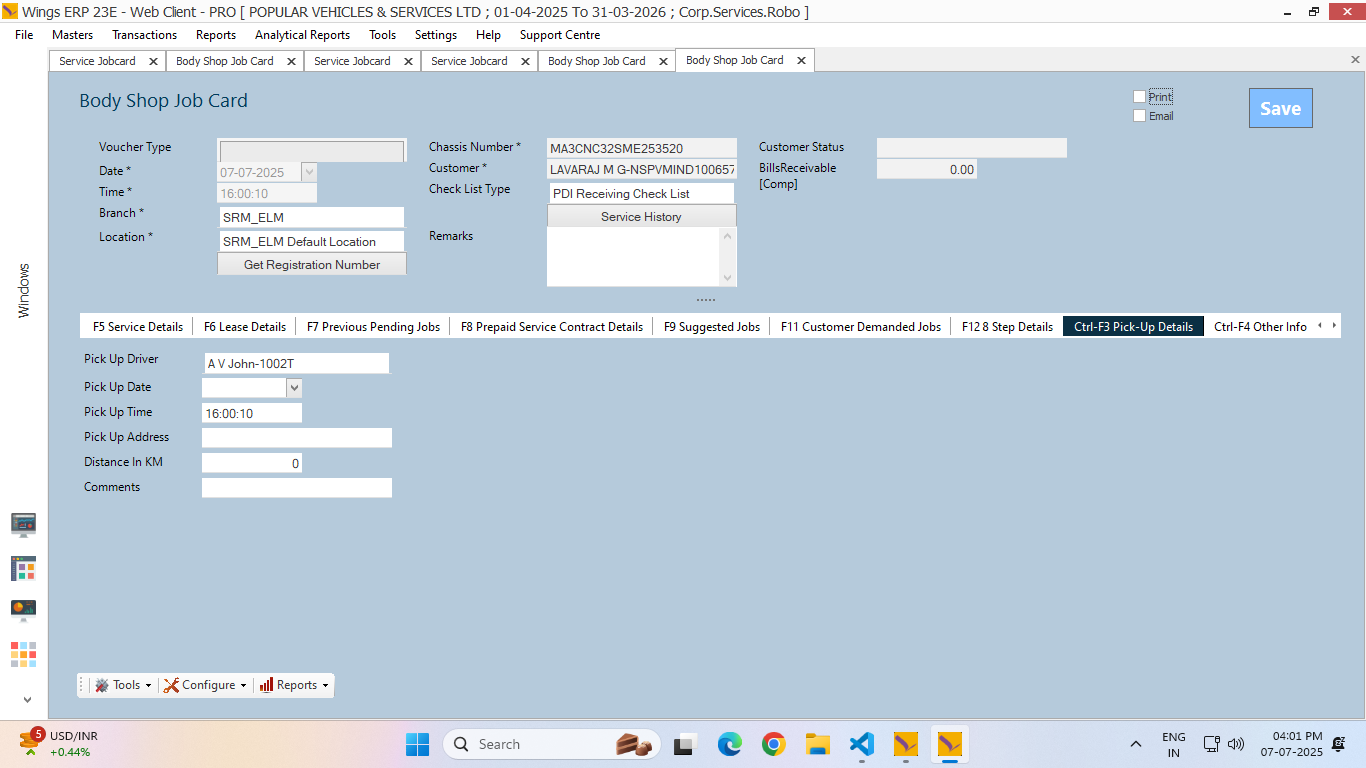 Wings ERP 23E - Web Client - PRO [ POPULAR VEHICLES & SERVICES LTD ; 01-04-2025 To 31-03-2026 ; Corp.Services.Robo ]
File Masters Transactions Reports Analytical Reports Tools Settings Help Support Centre
Service Jobcard Body Shop Job Card Service Jobcard Service Jobcard Body Shop Job Card Body Shop Job Card
Body Shop Job Card
Print
Email
Save
Voucher Type
Date * 07-07-2025
Time * 16:00:10
Branch * SRM_ELM
Location * SRM_ELM Default Location
Get Registration Number
Chassis Number * MA3CNC32SME253520
Customer * LAVARAJ M G-NSPVMIND100657
Check List Type PDI Receiving Check List
Service History
Remarks
Customer Status
BillsReceivable [Comp] 0.00
Windows
F5 Service Details F6 Lease Details F7 Previous Pending Jobs F8 Prepaid Service Contract Details F9 Suggested Jobs F11 Customer Demanded Jobs F12 8 Step Details Ctrl-F3 Pick-Up Details Ctrl-F4 Other Info
Pick Up Driver A V John-1002T
Pick Up Date
Pick Up Time 16:00:10
Pick Up Address
Distance In KM 0
Comments
Tools Configure Reports
5 USD/INR
+0.44%
Search
ENG
IN
04:01 PM
07-07-2025